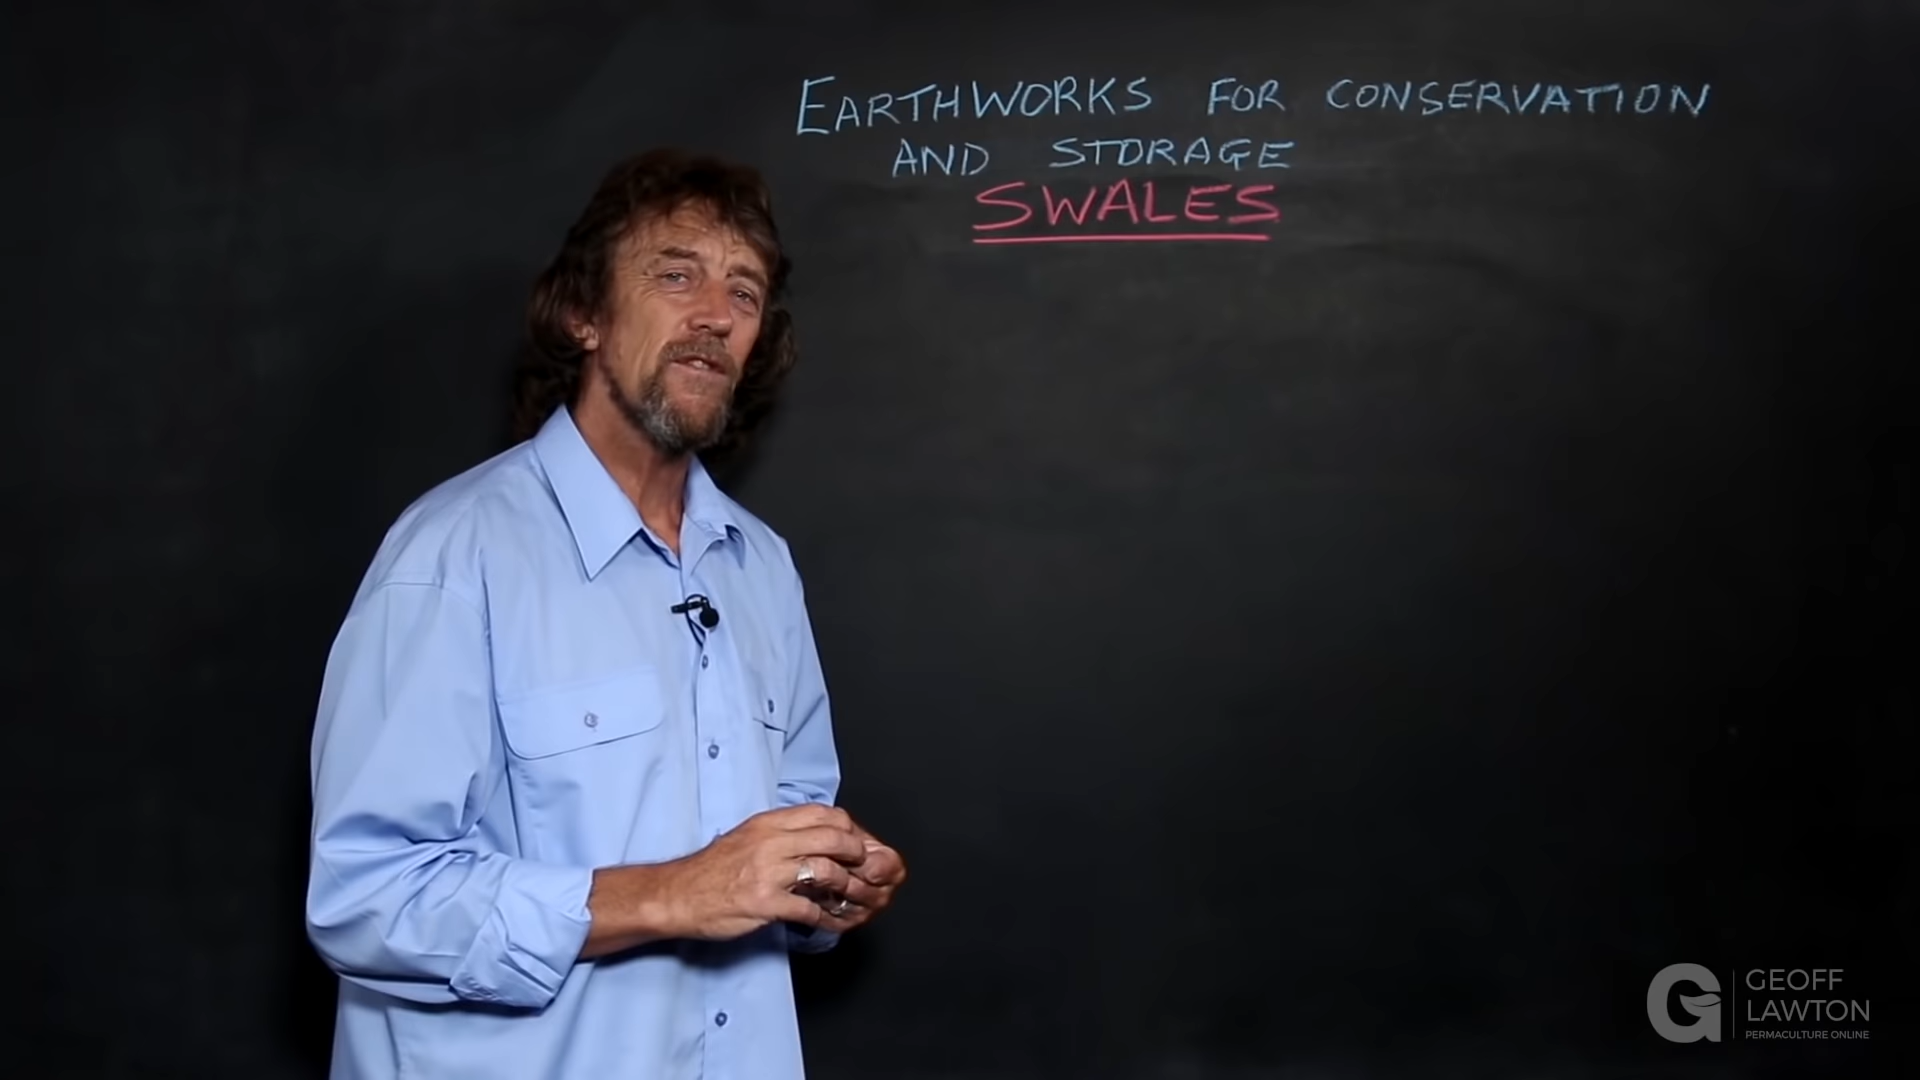 EARTHWORKS FOR CONSERVATION
AND STORAGE
SWALES
GEOFF
LAWTON
PERMACULTURE ONLINE